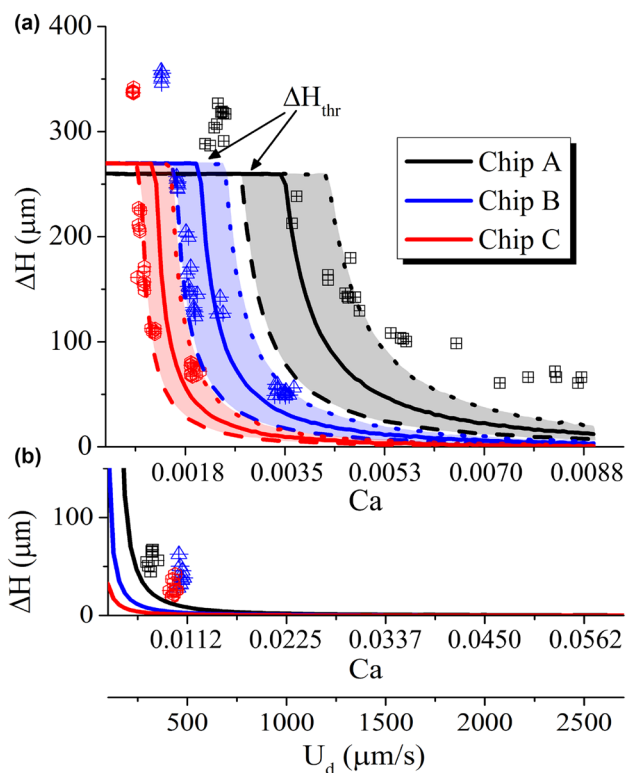 (a)
400
300
200
100
0
ΔH (μm)
ΔH_thr
Chip A
Chip B
Chip C
0.0018 0.0035 0.0053 0.0070 0.0088
Ca
(b)
100
0
ΔH (μm)
0.0112 0.0225 0.0337 0.0450 0.0562
Ca
500 1000 1500 2000 2500
U_d (μm/s)